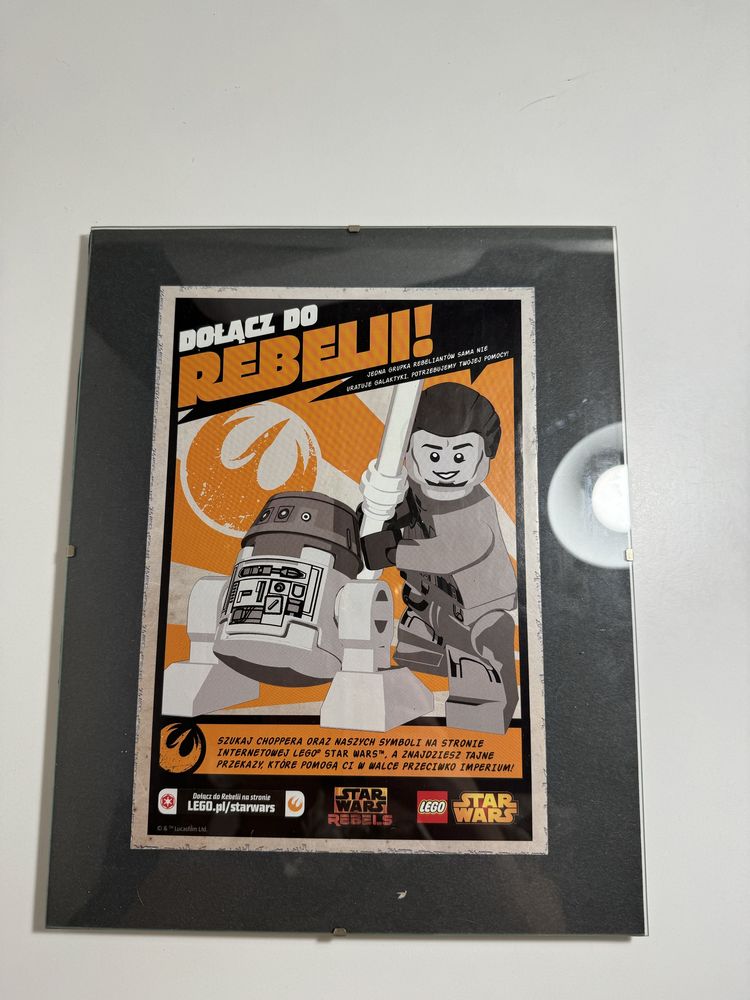 DOŁĄCZ DO
REBELII!
JEDNA GRUPKA REBELIANTÓW SAMA NIE
URATUJE GALAKTYKI. POTRZEBUJEMY TWOJEJ POMOCY!
SZUKAJ CHOPPERA ORAZ NASZYCH SYMBOLI NA STRONIE
INTERNETOWEJ LEGO® STAR WARS™, A ZNAJDZIESZ TAJNE
PRZEKAZY, KTÓRE POMOGĄ CI W WALCE PRZECIWKO IMPERIUM!
Dołącz do Rebelii na stronie
LEGO.pl/starwars
STAR
WARS
REBELS
LEGO
STAR
WARS
© & ™ Lucasfilm Ltd.